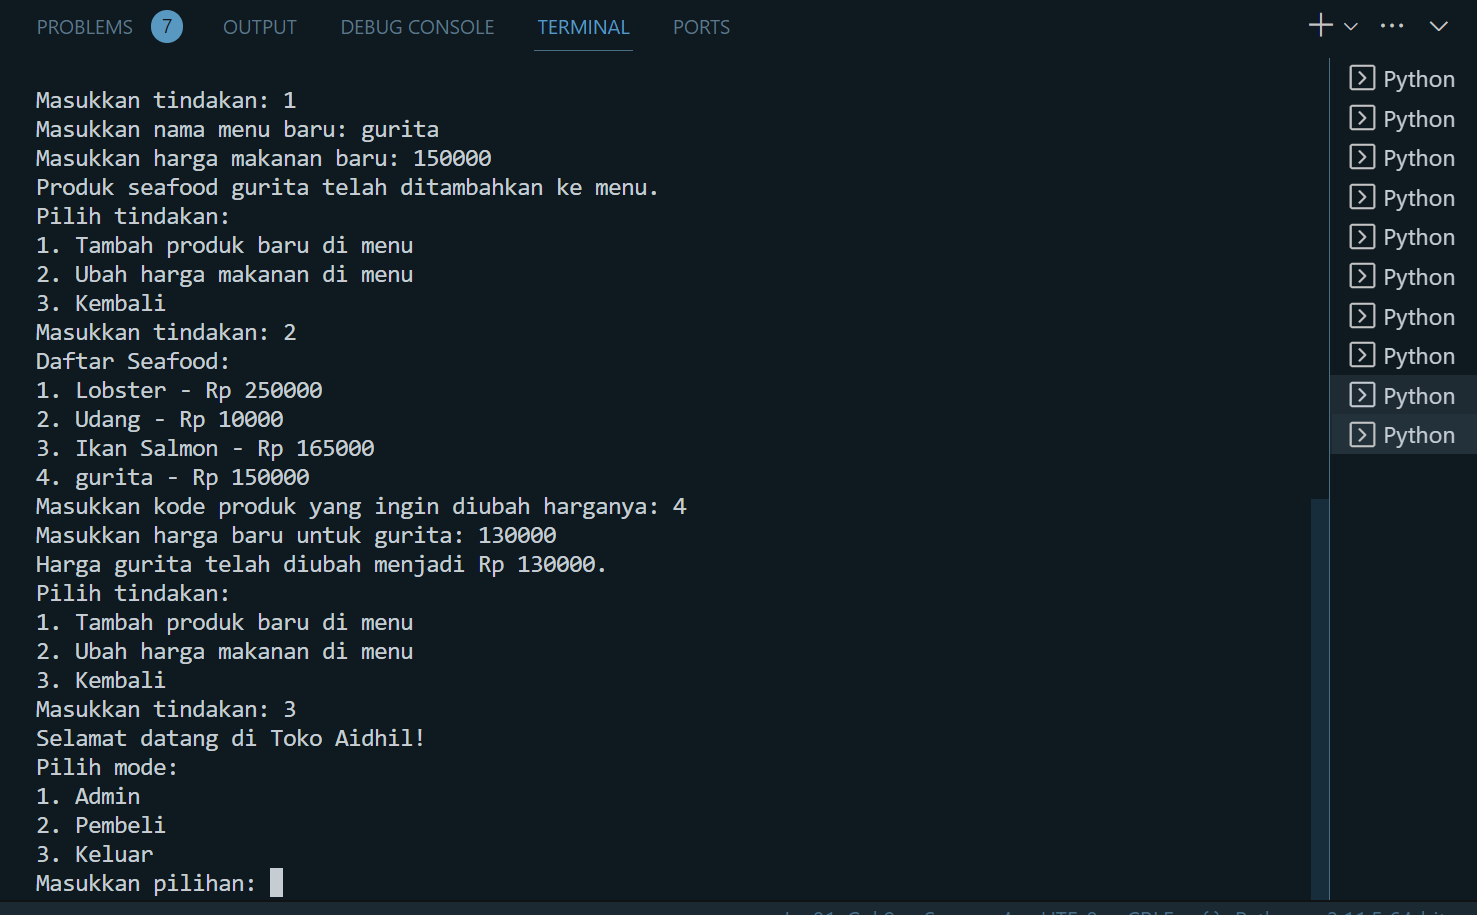 PROBLEMS 7 OUTPUT DEBUG CONSOLE TERMINAL PORTS
Masukkan tindakan: 1
Masukkan nama menu baru: gurita
Masukkan harga makanan baru: 150000
Produk seafood gurita telah ditambahkan ke menu.
Pilih tindakan:
1. Tambah produk baru di menu
2. Ubah harga makanan di menu
3. Kembali
Masukkan tindakan: 2
Daftar Seafood:
1. Lobster - Rp 250000
2. Udang - Rp 10000
3. Ikan Salmon - Rp 165000
4. gurita - Rp 150000
Masukkan kode produk yang ingin diubah harganya: 4
Masukkan harga baru untuk gurita: 130000
Harga gurita telah diubah menjadi Rp 130000.
Pilih tindakan:
1. Tambah produk baru di menu
2. Ubah harga makanan di menu
3. Kembali
Masukkan tindakan: 3
Selamat datang di Toko Aidhil!
Pilih mode:
1. Admin
2. Pembeli
3. Keluar
Masukkan pilihan:
Python
Python
Python
Python
Python
Python
Python
Python
Python
Python